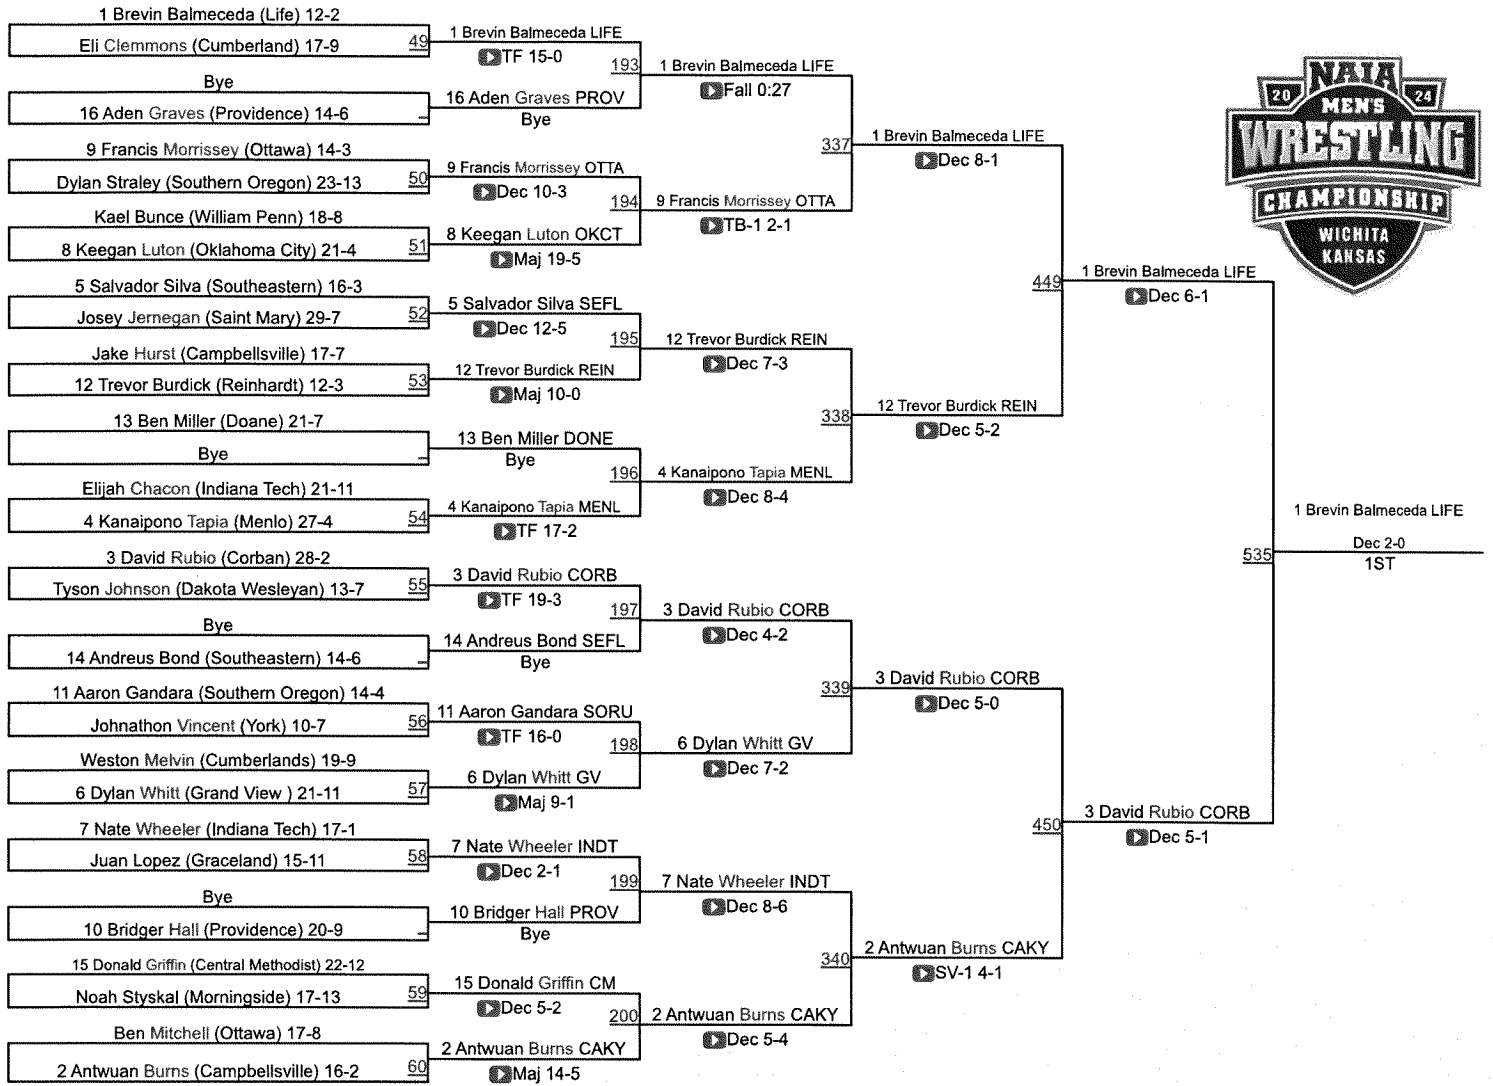 1 Brevin Balmeceda (Life) 12-2
Eli Clemmons (Cumberland) 17-9
49
Bye
16 Aden Graves (Providence) 14-6
9 Francis Morrissey (Ottawa) 14-3
Dylan Straley (Southern Oregon) 23-13
50
Kael Bunce (William Penn) 18-8
8 Keegan Luton (Oklahoma City) 21-4
51
5 Salvador Silva (Southeastern) 16-3
Josey Jernegan (Saint Mary) 29-7
52
Jake Hurst (Campbellsville) 17-7
12 Trevor Burdick (Reinhardt) 12-3
53
13 Ben Miller (Doane) 21-7
Bye
Elijah Chacon (Indiana Tech) 21-11
4 Kanaipono Tapia (Menlo) 27-4
54
3 David Rubio (Corban) 28-2
Tyson Johnson (Dakota Wesleyan) 13-7
55
Bye
14 Andreus Bond (Southeastern) 14-6
11 Aaron Gandara (Southern Oregon) 14-4
Johnathon Vincent (York) 10-7
56
Weston Melvin (Cumberlands) 19-9
6 Dylan Whitt (Grand View ) 21-11
57
7 Nate Wheeler (Indiana Tech) 17-1
Juan Lopez (Graceland) 15-11
58
Bye
10 Bridger Hall (Providence) 20-9
15 Donald Griffin (Central Methodist) 22-12
Noah Styskal (Morningside) 17-13
59
Ben Mitchell (Ottawa) 17-8
2 Antwuan Burns (Campbellsville) 16-2
60
1 Brevin Balmeceda LIFE
TF 15-0
193
16 Aden Graves PROV
Bye
9 Francis Morrissey OTTA
Dec 10-3
194
8 Keegan Luton OKCT
Maj 19-5
5 Salvador Silva SEFL
Dec 12-5
195
12 Trevor Burdick REIN
Maj 10-0
13 Ben Miller DONE
Bye
196
4 Kanaipono Tapia MENL
TF 17-2
3 David Rubio CORB
TF 19-3
197
14 Andreus Bond SEFL
Bye
11 Aaron Gandara SORU
TF 16-0
198
6 Dylan Whitt GV
Maj 9-1
7 Nate Wheeler INDT
Dec 2-1
199
10 Bridger Hall PROV
Bye
15 Donald Griffin CM
Dec 5-2
200
2 Antwuan Burns CAKY
Maj 14-5
1 Brevin Balmeceda LIFE
Fall 0:27
337
9 Francis Morrissey OTTA
TB-1 2-1
12 Trevor Burdick REIN
Dec 7-3
338
4 Kanaipono Tapia MENL
Dec 8-4
3 David Rubio CORB
Dec 4-2
339
6 Dylan Whitt GV
Dec 7-2
7 Nate Wheeler INDT
Dec 8-6
340
2 Antwuan Burns CAKY
Dec 5-4
1 Brevin Balmeceda LIFE
Dec 8-1
449
12 Trevor Burdick REIN
Dec 5-2
3 David Rubio CORB
Dec 5-0
450
2 Antwuan Burns CAKY
SV-1 4-1
1 Brevin Balmeceda LIFE
Dec 6-1
535
3 David Rubio CORB
Dec 5-1
1 Brevin Balmeceda LIFE
Dec 2-0
1ST
NAIA
20 24
MEN'S
WRESTLING
CHAMPIONSHIP
WICHITA
KANSAS